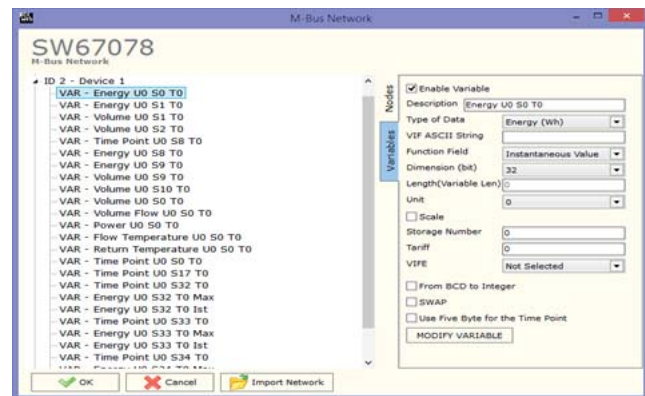 M-Bus Network
SW67078
M-Bus Network
ID 2 - Device 1
VAR - Energy U0 S0 T0
VAR - Energy U0 S1 T0
VAR - Volume U0 S1 T0
VAR - Volume U0 S2 T0
VAR - Time Point U0 S8 T0
VAR - Energy U0 S8 T0
VAR - Energy U0 S9 T0
VAR - Volume U0 S9 T0
VAR - Volume U0 S10 T0
VAR - Volume U0 S0 T0
VAR - Volume Flow U0 S0 T0
VAR - Power U0 S0 T0
VAR - Flow Temperature U0 S0 T0
VAR - Return Temperature U0 S0 T0
VAR - Time Point U0 S0 T0
VAR - Time Point U0 S17 T0
VAR - Time Point U0 S32 T0
VAR - Energy U0 S32 T0 Max
VAR - Energy U0 S32 T0 Ist
VAR - Time Point U0 S33 T0
VAR - Energy U0 S33 T0 Max
VAR - Energy U0 S33 T0 Ist
VAR - Time Point U0 S34 T0
Nodes
Variables
Enable Variable
Description Energy U0 S0 T0
Type of Data Energy (Wh)
VIF ASCII String
Function Field Instantaneous Value
Dimension (bit) 32
Length(Variable Len) 0
Unit 0
Scale
Storage Number 0
Tariff 0
VIFE Not Selected
From BCD to Integer
SWAP
Use Five Byte for the Time Point
MODIFY VARIABLE
OK
Cancel
Import Network